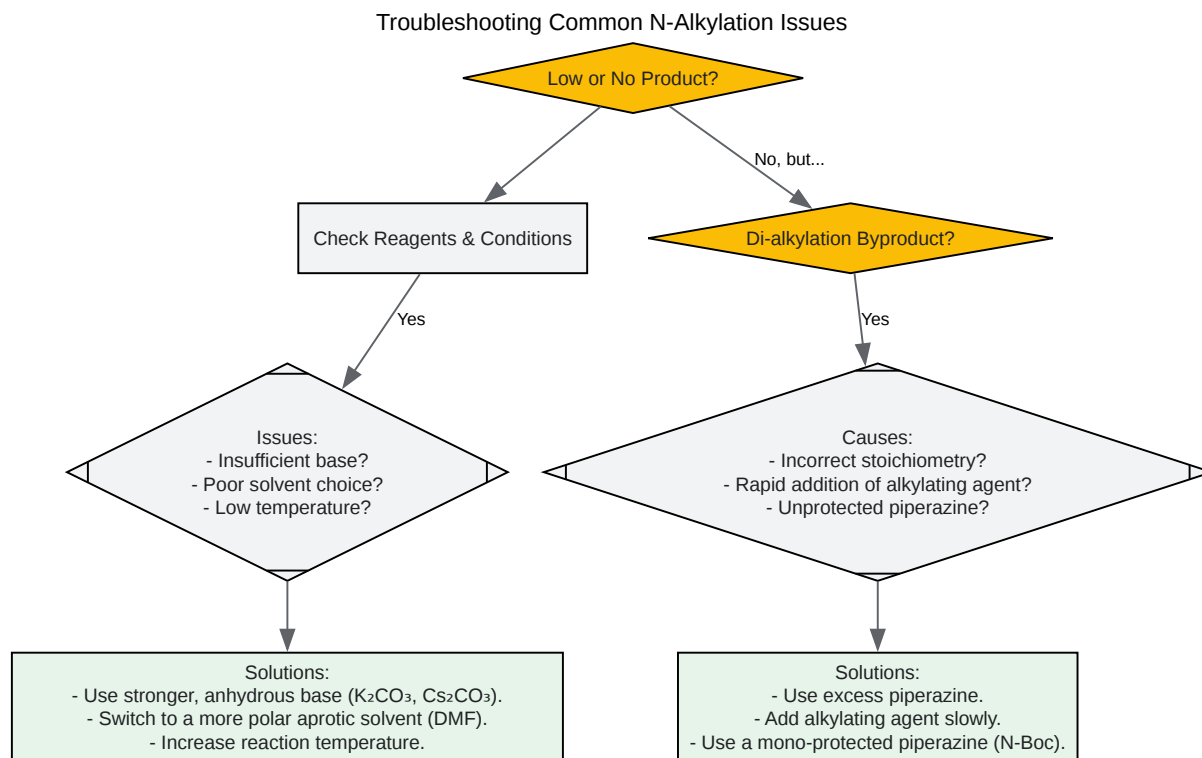 Troubleshooting Common N-Alkylation Issues
Low or No Product?
No, but...
Check Reagents & Conditions
Di-alkylation Byproduct?
Yes
Yes
Issues:
- Insufficient base?
- Poor solvent choice?
- Low temperature?
Causes:
- Incorrect stoichiometry?
- Rapid addition of alkylating agent?
- Unprotected piperazine?
Solutions:
- Use stronger, anhydrous base (K₂CO₃, Cs₂CO₃).
- Switch to a more polar aprotic solvent (DMF).
- Increase reaction temperature.
Solutions:
- Use excess piperazine.
- Add alkylating agent slowly.
- Use a mono-protected piperazine (N-Boc).